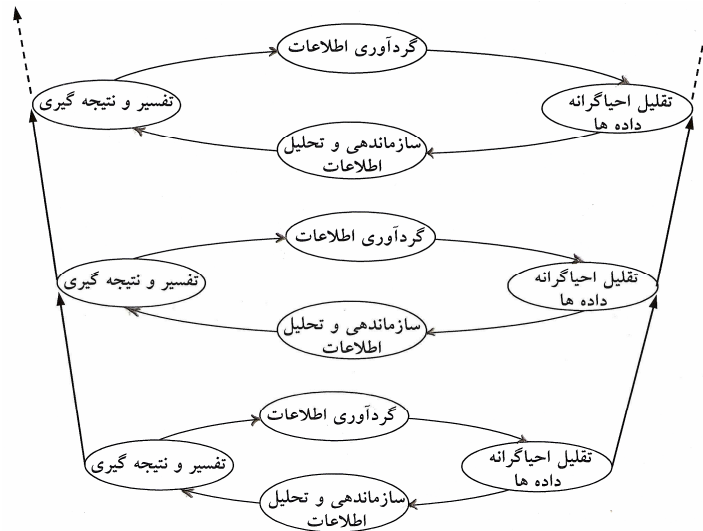 گردآوری اطلاعات
تقلیل احیاگرانه
داده ها
تفسیر و نتیجه گیری
سازماندهی و تحلیل
اطلاعات
گردآوری اطلاعات
تقلیل احیاگرانه
داده ها
تفسیر و نتیجه گیری
سازماندهی و تحلیل
اطلاعات
گردآوری اطلاعات
تقلیل احیاگرانه
داده ها
تفسیر و نتیجه گیری
سازماندهی و تحلیل
اطلاعات